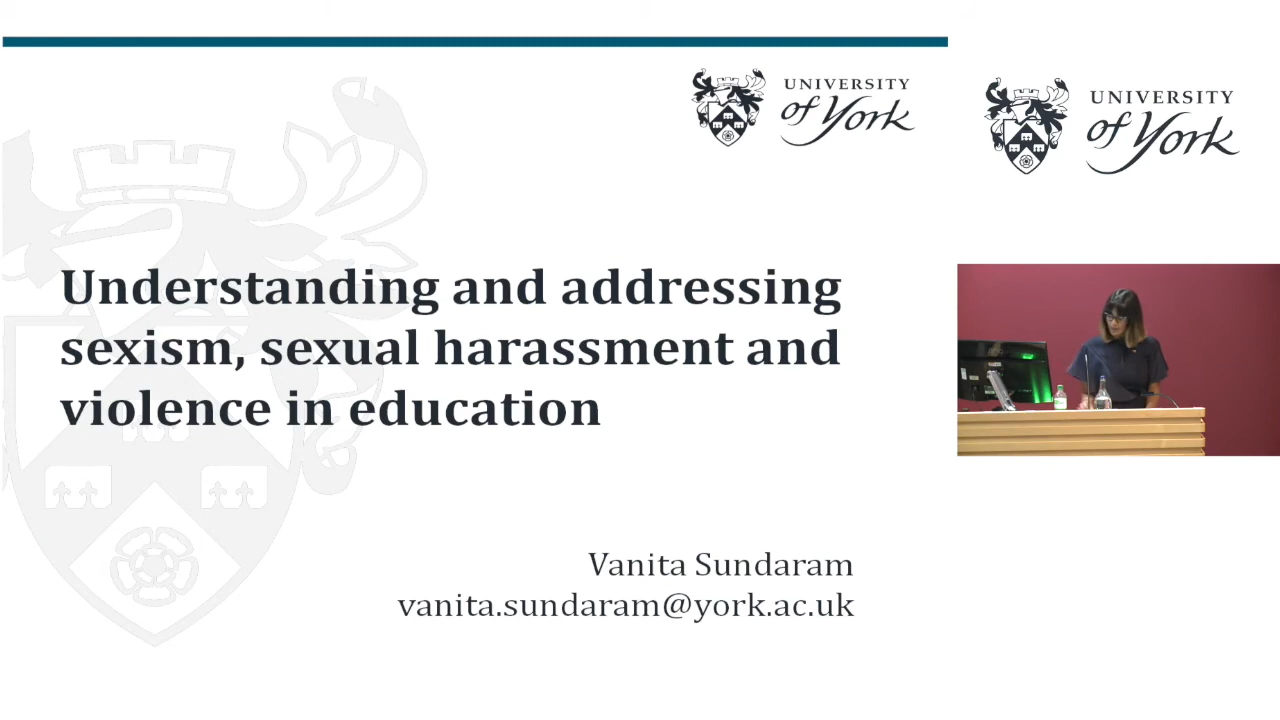 UNIVERSITY
of York
UNIVERSITY
of York
Understanding and addressing
sexism, sexual harassment and
violence in education
Vanita Sundaram
vanita.sundaram@york.ac.uk